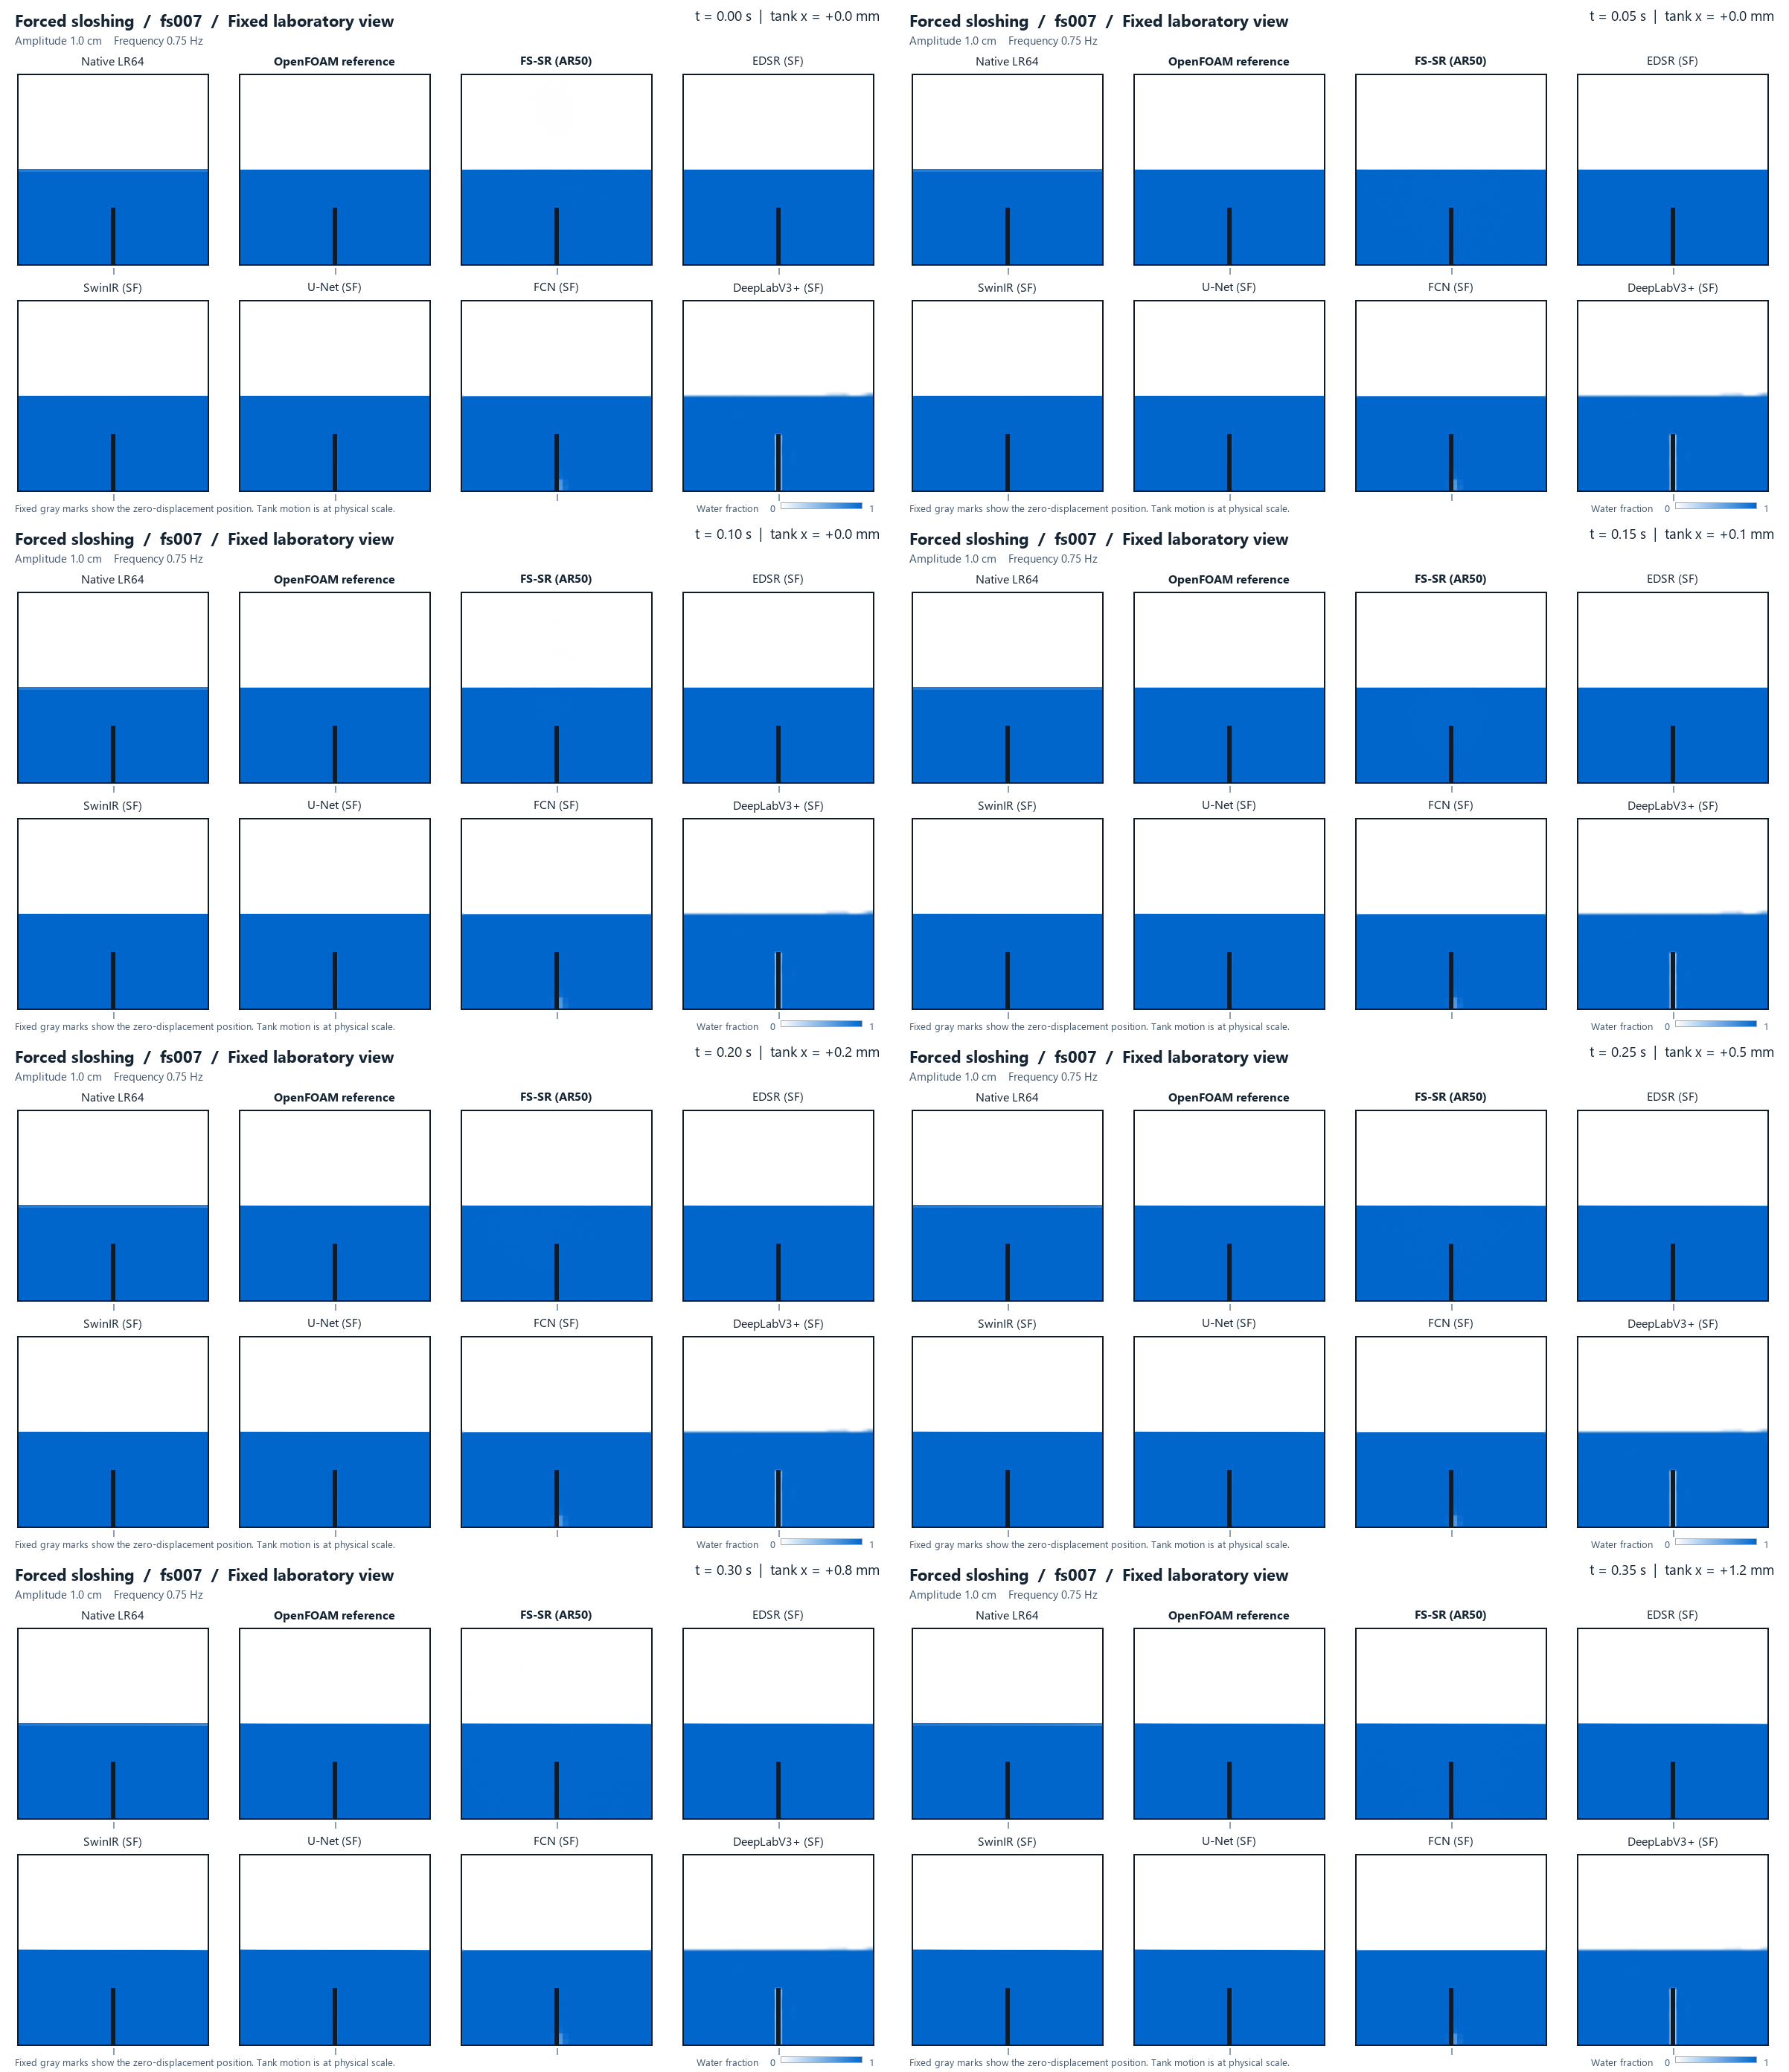 Forced sloshing / fs007 / Fixed laboratory view
t = 0.00 s | tank x = +0.0 mm
Amplitude 1.0 cm Frequency 0.75 Hz
Native LR64
OpenFOAM reference
FS-SR (AR50)
EDSR (SF)
SwinIR (SF)
U-Net (SF)
FCN (SF)
DeepLabV3+ (SF)
Fixed gray marks show the zero-displacement position. Tank motion is at physical scale.
Water fraction 0 1
Forced sloshing / fs007 / Fixed laboratory view
t = 0.05 s | tank x = +0.0 mm
Amplitude 1.0 cm Frequency 0.75 Hz
Native LR64
OpenFOAM reference
FS-SR (AR50)
EDSR (SF)
SwinIR (SF)
U-Net (SF)
FCN (SF)
DeepLabV3+ (SF)
Fixed gray marks show the zero-displacement position. Tank motion is at physical scale.
Water fraction 0 1
Forced sloshing / fs007 / Fixed laboratory view
t = 0.10 s | tank x = +0.0 mm
Amplitude 1.0 cm Frequency 0.75 Hz
Native LR64
OpenFOAM reference
FS-SR (AR50)
EDSR (SF)
SwinIR (SF)
U-Net (SF)
FCN (SF)
DeepLabV3+ (SF)
Fixed gray marks show the zero-displacement position. Tank motion is at physical scale.
Water fraction 0 1
Forced sloshing / fs007 / Fixed laboratory view
t = 0.15 s | tank x = +0.1 mm
Amplitude 1.0 cm Frequency 0.75 Hz
Native LR64
OpenFOAM reference
FS-SR (AR50)
EDSR (SF)
SwinIR (SF)
U-Net (SF)
FCN (SF)
DeepLabV3+ (SF)
Fixed gray marks show the zero-displacement position. Tank motion is at physical scale.
Water fraction 0 1
Forced sloshing / fs007 / Fixed laboratory view
t = 0.20 s | tank x = +0.2 mm
Amplitude 1.0 cm Frequency 0.75 Hz
Native LR64
OpenFOAM reference
FS-SR (AR50)
EDSR (SF)
SwinIR (SF)
U-Net (SF)
FCN (SF)
DeepLabV3+ (SF)
Fixed gray marks show the zero-displacement position. Tank motion is at physical scale.
Water fraction 0 1
Forced sloshing / fs007 / Fixed laboratory view
t = 0.25 s | tank x = +0.5 mm
Amplitude 1.0 cm Frequency 0.75 Hz
Native LR64
OpenFOAM reference
FS-SR (AR50)
EDSR (SF)
SwinIR (SF)
U-Net (SF)
FCN (SF)
DeepLabV3+ (SF)
Fixed gray marks show the zero-displacement position. Tank motion is at physical scale.
Water fraction 0 1
Forced sloshing / fs007 / Fixed laboratory view
t = 0.30 s | tank x = +0.8 mm
Amplitude 1.0 cm Frequency 0.75 Hz
Native LR64
OpenFOAM reference
FS-SR (AR50)
EDSR (SF)
SwinIR (SF)
U-Net (SF)
FCN (SF)
DeepLabV3+ (SF)
Fixed gray marks show the zero-displacement position. Tank motion is at physical scale.
Water fraction 0 1
Forced sloshing / fs007 / Fixed laboratory view
t = 0.35 s | tank x = +1.2 mm
Amplitude 1.0 cm Frequency 0.75 Hz
Native LR64
OpenFOAM reference
FS-SR (AR50)
EDSR (SF)
SwinIR (SF)
U-Net (SF)
FCN (SF)
DeepLabV3+ (SF)
Fixed gray marks show the zero-displacement position. Tank motion is at physical scale.
Water fraction 0 1